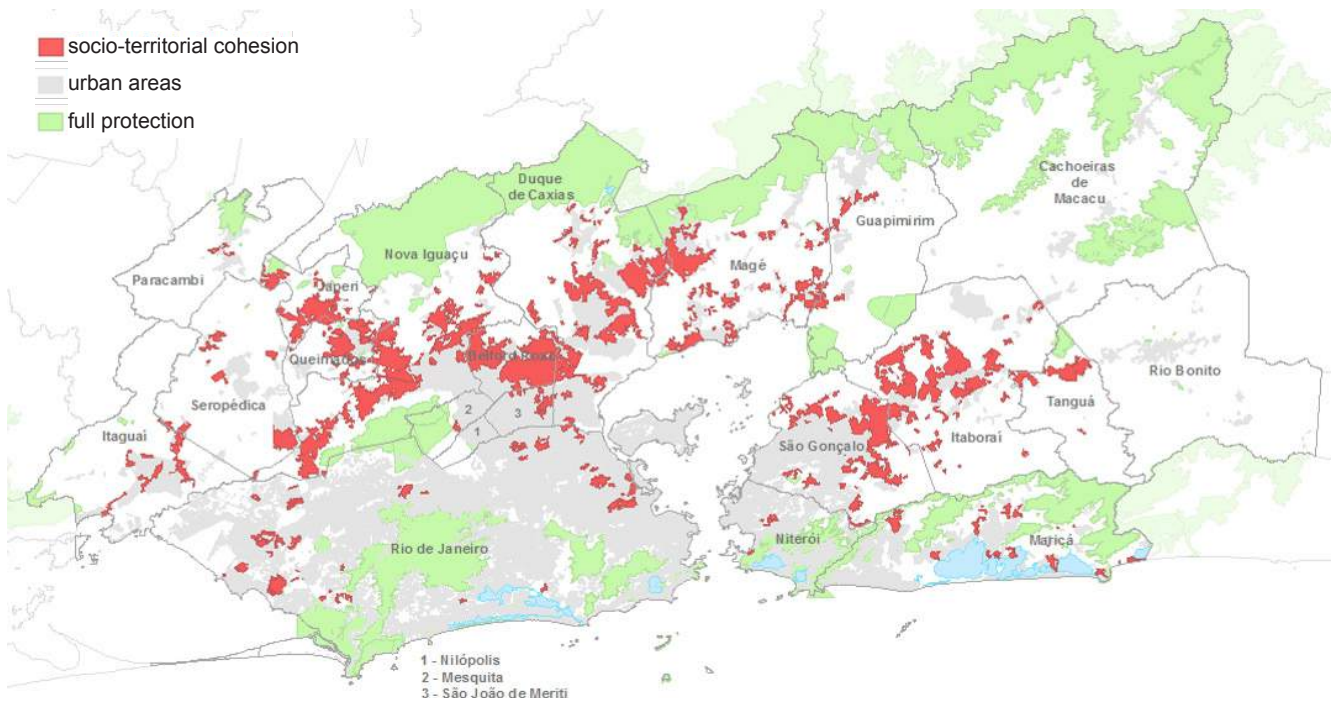 socio-territorial cohesion
urban areas
full protection
Duque
de Caxias
Cachoeiras
de
Macacu
Guapimirim
Nova Iguaçu
Magé
Paracambi
Japeri
Queimados
Belford Roxo
Rio Bonito
Tanguá
Seropédica
Itaguaí
2
3
1
São Gonçalo
Itaboraí
Rio de Janeiro
Niterói
Maricá
1 - Nilópolis
2 - Mesquita
3 - São João de Meriti